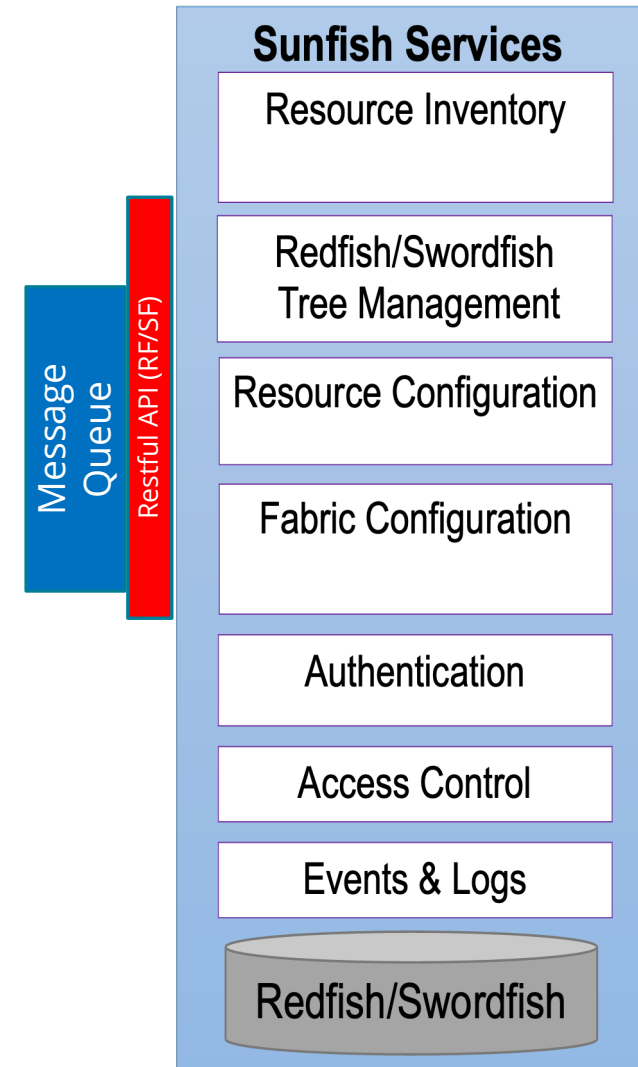 Sunfish Services
Resource Inventory
Redfish/Swordfish
Tree Management
Resource Configuration
Fabric Configuration
Authentication
Access Control
Events & Logs
Redfish/Swordfish
Message
Queue
Restful API (RF/SF)